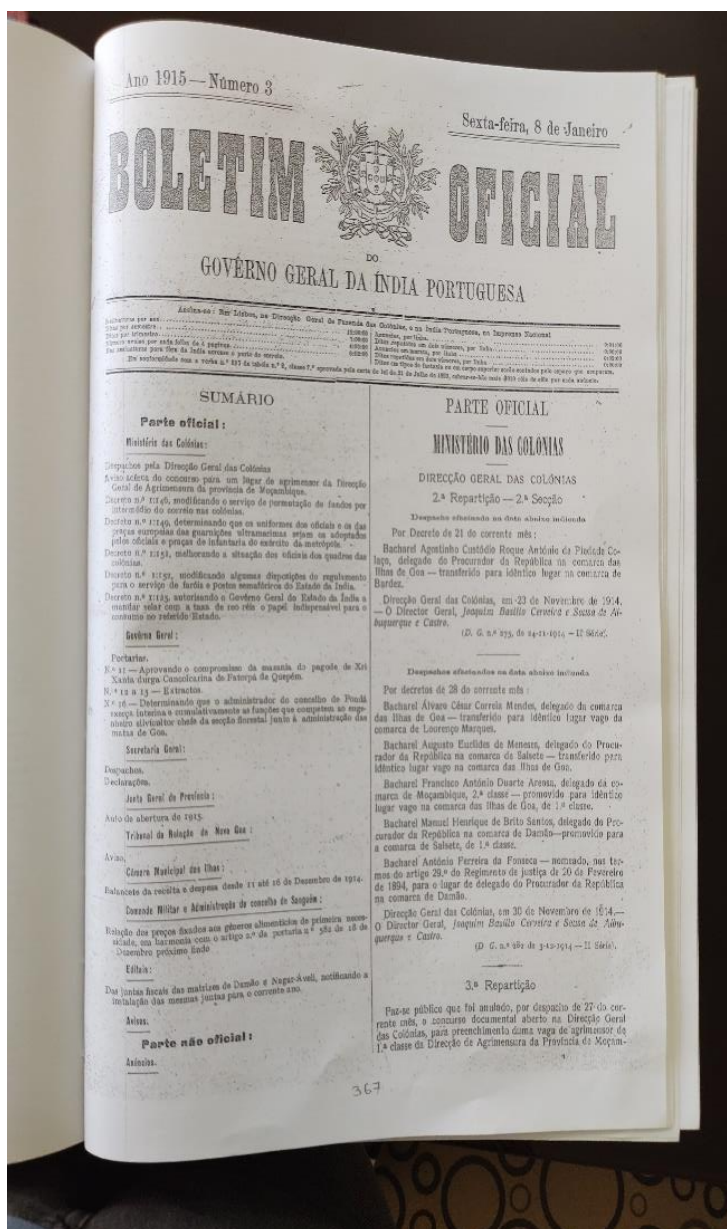 Ano 1915 — Número 3
Sexta-feira, 8 de Janeiro
BOLETIM OFICIAL
DO
GOVÊRNO GERAL DA ÍNDIA PORTUGUESA
Assina-se: Em Lisboa, na Direcção Geral de Fazenda das Colónias, e na Índia Portuguesa, na Imprensa Nacional
SUMÁRIO
Parte oficial:
Ministério das Colónias:
Despachos pela Direcção Geral das Colónias
Aviso acêrca do concurso para um lugar de agrimensor da Direcção
Geral de Agrimensura da província de Moçambique.
Decreto n.º 1:146, modificando o serviço de permutação de fundos por
intermédio do correio nas colónias.
Decreto n.º 1:149, determinando que os uniformes dos oficiais e os das
praças europeias das guarnições ultramarinas sejam os adoptados
pelos oficiais e praças de infantaria do exército da metrópole.
Decreto n.º 1:151, melhorando a situação dos oficiais dos quadros das
colónias.
Decreto n.º 1:152, modificando algumas disposições do regulamento
para o serviço de faróis e postos semafóricos do Estado da Índia.
Decreto n.º 1:125, autorisando o Govêrno Geral do Estado da Índia a
mandar selar com a taxa de réis o papel indispensável para o
consumo no referido Estado.
Govêrno Geral:
Portarias.
N.º 11 — Aprovando o compromisso da mazania do pagode de Xri
Xanta durga Cuncolcarina de Fatorpá de Quepém.
N.os 12 a 15 — Extractos.
N.º 16 — Determinando que o administrador do concelho de Pondá
exerça interina e cumulativamente as funções que competem ao enge-
nheiro silvicultor chefe da secção florestal junto à administração das
matas de Goa.
Secretaria Geral:
Despachos.
Declarações.
Junta Geral de Província:
Auto de abertura de 1915.
Tribunal da Relação de Nova Goa:
Aviso.
Câmara Municipal das Ilhas:
Balancete da receita e despesa desde 11 até 16 de Dezembro de 1914.
Comando Militar e Administração do concelho de Sanguém:
Relação dos preços fixados aos géneros alimentícios de primeira neces-
sidade, em harmonia com o artigo n.º da portaria n.º 582 de 18 de
Dezembro próximo findo
Editais:
Das juntas fiscais das matrizes de Damão e Nagar-Aveli, notificando a
instalação das mesmas juntas para o corrente ano.
Avisos.
Parte não oficial:
Anúncios.
PARTE OFICIAL
MINISTÉRIO DAS COLÓNIAS
DIRECÇÃO GERAL DAS COLÓNIAS
2.ª Repartição — 2.ª Secção
Despacho efectuado na data abaixo indicada
Por Decreto de 21 do corrente mês:
Bacharel Agostinho Custódio Roque António da Piedade Co-
laço, delegado do Procurador da República na comarca das
Ilhas de Goa — transferido para idêntico lugar na comarca de
Bardez.
Direcção Geral das Colónias, em 23 de Novembro de 1914.
— O Director Geral, Joaquim Basílio Cerveira e Sousa de Al-
buquerque e Castro.
(D. G. n.º 275, de 24-11-1914 — II Série).
Despachos efectuados na data abaixo indicada
Por decretos de 28 do corrente mês:
Bacharel Álvaro César Correia Mendes, delegado da comarca
das Ilhas de Goa — transferido para idêntico lugar vago da
comarca de Lourenço Marques.
Bacharel Augusto Euclides de Meneses, delegado do Procu-
rador da República na comarca de Salsete — transferido para
idêntico lugar vago na comarca das Ilhas de Goa.
Bacharel Francisco António Duarte Arensa, delegado da co-
marca de Moçambique, 2.ª classe — promovido para idêntico
lugar vago na comarca das Ilhas de Goa, de 1.ª classe.
Bacharel Manuel Henrique de Brito Santos, delegado do Pro-
curador da República na comarca de Damão — promovido para
a comarca de Salsete, de 1.ª classe.
Bacharel António Ferreira da Fonseca — nomeado, nos ter-
mos do artigo 29.º do Regimento de justiça de 20 de Fevereiro
de 1894, para o lugar de delegado do Procurador da República
na comarca de Damão.
Direcção Geral das Colónias, em 30 de Novembro de 1914.—
O Director Geral, Joaquim Basílio Cerveira e Sousa de Albu-
querque e Castro.
(D. G. n.º 282 de 3-12-1914 — II Série).
3.ª Repartição
Faz-se público que foi anulado, por despacho de 27 do cor-
rente mês, o concurso documental aberto na Direcção Geral
das Colónias, para preenchimento duma vaga de agrimensor de
1.ª classe da Direcção de Agrimensura da Província de Moçam-
367